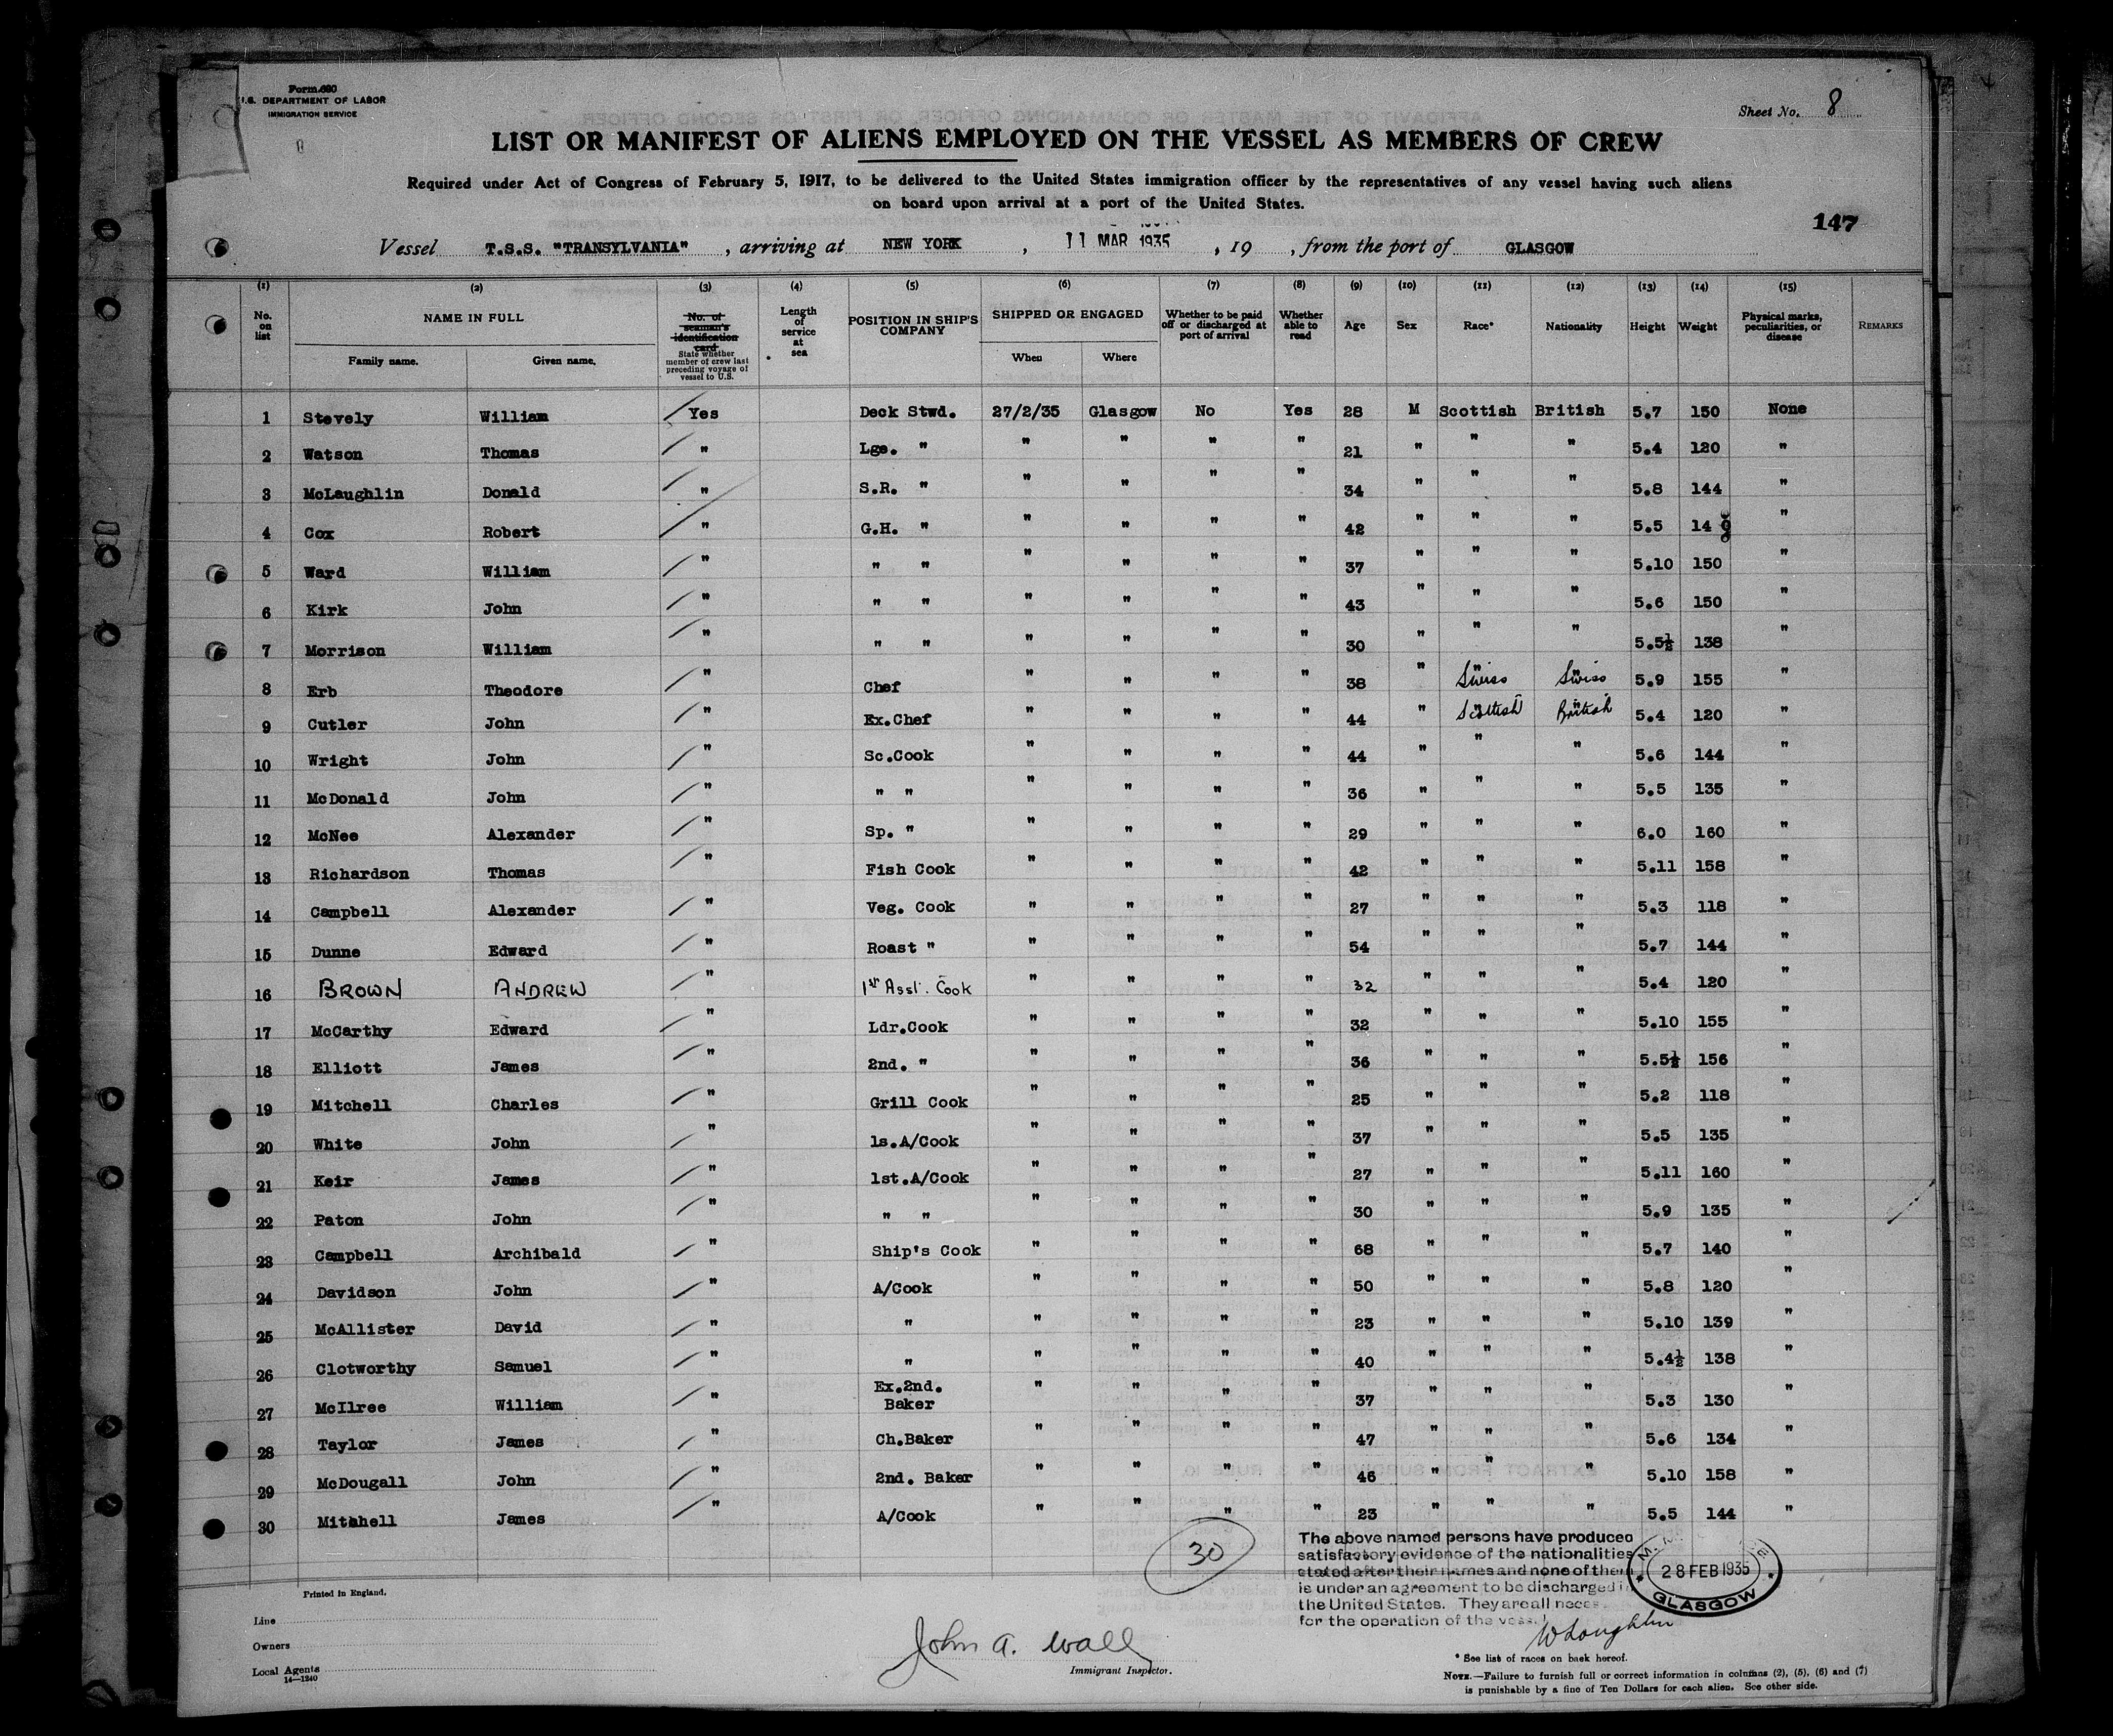 Form 690
U.S. DEPARTMENT OF LABOR
IMMIGRATION SERVICE
Sheet No. 8
LIST OR MANIFEST OF ALIENS EMPLOYED ON THE VESSEL AS MEMBERS OF CREW
Required under Act of Congress of February 5, 1917, to be delivered to the United States immigration officer by the representatives of any vessel having such aliens
on board upon arrival at a port of the United States.
147
Vessel T.S.S. "TRANSYLVANIA", arriving at NEW YORK, 11 MAR 1935, 19 , from the port of GLASGOW
(1) (2) (3) (4) (5) (6) (7) (8) (9) (10) (11) (12) (13) (14) (15)
No. on list NAME IN FULL Family name. Given name. No. of seaman's identification card State whether member of crew last preceding voyage of vessel to U.S. Length of service at sea POSITION IN SHIP'S COMPANY SHIPPED OR ENGAGED When Where Whether to be paid off or discharged at port of arrival Whether able to read Age Sex Race* Nationality Height Weight Physical marks, peculiarities, or disease REMARKS
1 Stevely William Yes Deck Stwd. 27/2/35 Glasgow No Yes 28 M Scottish British 5.7 150 None
2 Watson Thomas " Lge. " " " " " 21 " " " 5.4 120 "
3 McLaughlin Donald " S.R. " " " " " 34 " " " 5.8 144 "
4 Cox Robert " G.H. " " " " " 42 " " " 5.5 148 "
5 Ward William " " " " " " " 37 " " " 5.10 150 "
6 Kirk John " " " " " " " 43 " " " 5.6 150 "
7 Morrison William " " " " " " " 30 " " " 5.5½ 138 "
8 Erb Theodore " Chef " " " " 38 " Swiss Swiss 5.9 155 "
9 Cutler John " Ex.Chef " " " " 44 " Scottish British 5.4 120 "
10 Wright John " Sc.Cook " " " " 44 " " " 5.6 144 "
11 McDonald John " " " " " " " 36 " " " 5.5 135 "
12 McNee Alexander " Sp. " " " " " 29 " " " 6.0 160 "
13 Richardson Thomas " Fish Cook " " " " 42 " " " 5.11 158 "
14 Campbell Alexander " Veg. Cook " " " " 27 " " " 5.3 118 "
15 Dunne Edward " Roast " " " " " 54 " " " 5.7 144 "
16 BROWN ANDREW " 1st Asst. Cook " " " " 32 " " " 5.4 120 "
17 McCarthy Edward " Ldr.Cook " " " " 32 " " " 5.10 155 "
18 Elliott James " 2nd. " " " " " 36 " " " 5.5½ 156 "
19 Mitchell Charles " Grill Cook " " " " 25 " " " 5.2 118 "
20 White John " 1s.A/Cook " " " " 37 " " " 5.5 135 "
21 Keir James " 1st.A/Cook " " " " 27 " " " 5.11 160 "
22 Paton John " " " " " " " 30 " " " 5.9 135 "
23 Campbell Archibald " Ship's Cook " " " " 68 " " " 5.7 140 "
24 Davidson John " A/Cook " " " " 50 " " " 5.8 120 "
25 McAllister David " " " " " " 23 " " " 5.10 139 "
26 Clotworthy Samuel " " " " " " 40 " " " 5.4½ 138 "
27 McIlree William " Ex.2nd. Baker " " " " 37 " " " 5.3 130 "
28 Taylor James " Ch.Baker " " " " 47 " " " 5.6 134 "
29 McDougall John " 2nd. Baker " " " " 46 " " " 5.10 158 "
30 Mitchell James " A/Cook " " " " 23 " " " 5.5 144 "
30
The above named persons have produced
satisfactory evidence of the nationalities
stated after their names and none of them
is under an agreement to be discharged in
the United States. They are all neces
for the operation of the vessel
28 FEB 1935
GLASGOW
Printed in England.
Line
Owners
Local Agents
14—1240
John A. Wall
Immigrant Inspector.
W Loughlin
* See list of races on back hereof.
NOTE.—Failure to furnish full or correct information in columns (2), (5), (6) and (7)
is punishable by a fine of Ten Dollars for each alien. See other side.